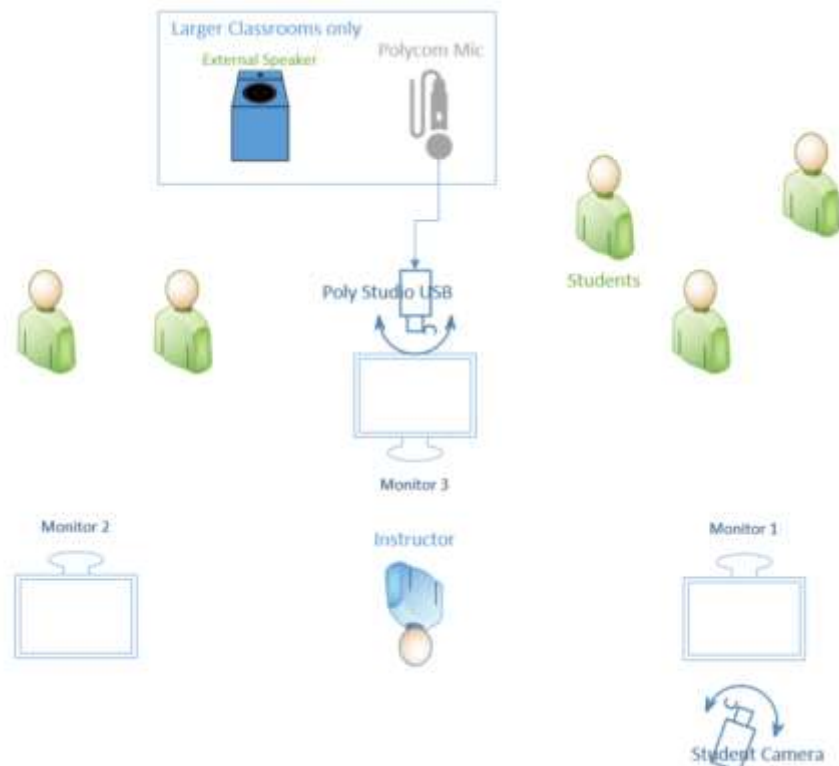 Larger Classrooms only
External Speaker
Polycom Mic
Students
Poly Studio USB
Monitor 3
Monitor 2
Instructor
Monitor 1
Student Camera